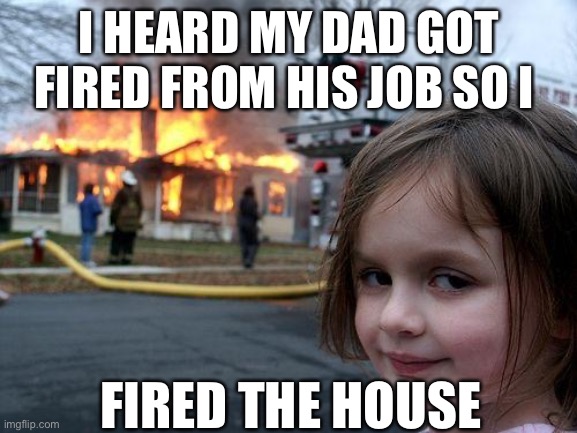 I HEARD MY DAD GOT
FIRED FROM HIS JOB SO I
FIRED THE HOUSE
imgflip.com